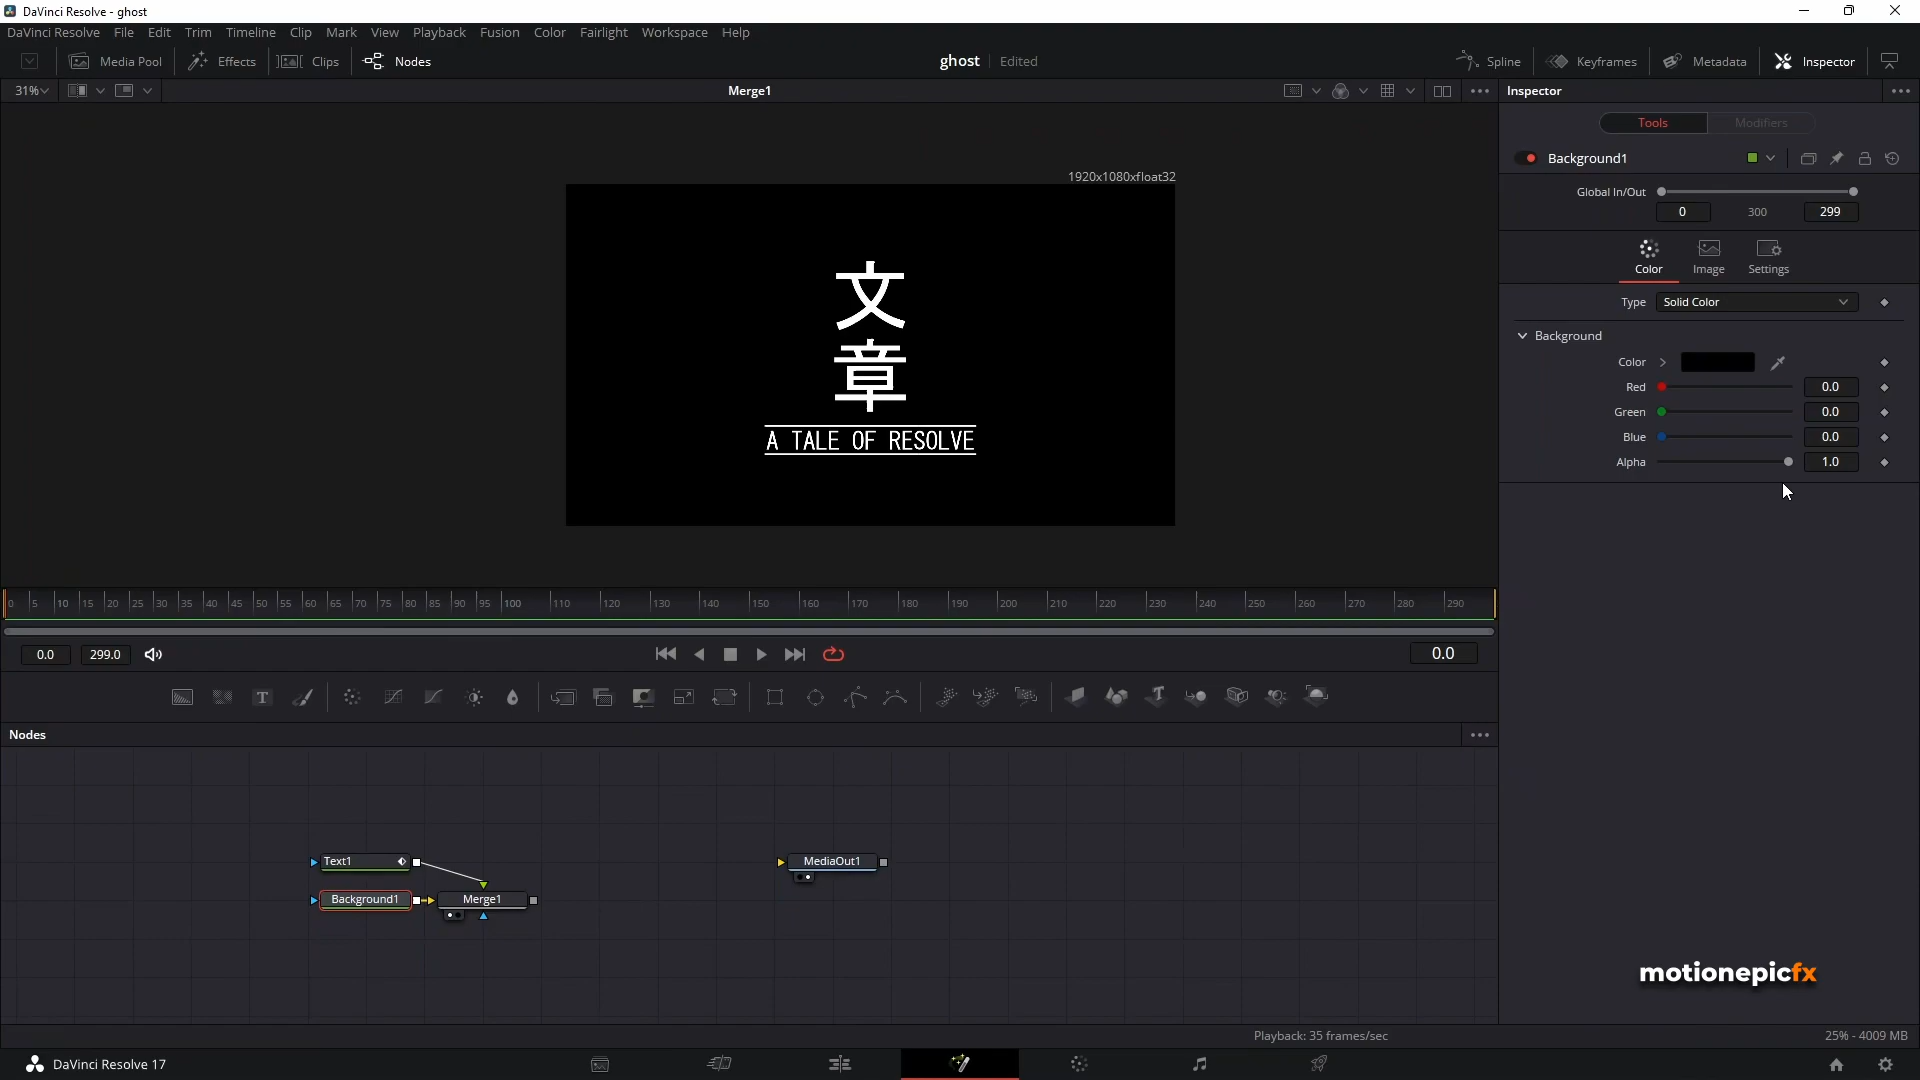 DaVinci Resolve - ghost
DaVinci Resolve File Edit Trim Timeline Clip Mark View Playback Fusion Color Fairlight Workspace Help
Media Pool Effects Clips Nodes ghost Edited Spline Keyframes Metadata Inspector
31% Merge1 Inspector
Tools Modifiers
Background1
1920x1080xfloat32
Global In/Out
0 300 299
Color Image Settings
Type Solid Color
Background
Color
Red 0.0
Green 0.0
Blue 0.0
Alpha 1.0
文
章
A TALE OF RESOLVE
0 5 10 15 20 25 30 35 40 45 50 55 60 65 70 75 80 85 90 95 100 110 120 130 140 150 160 170 180 190 200 210 220 230 240 250 260 270 280 290
0.0 299.0 0.0
Nodes
Text1 MediaOut1
Background1 Merge1
motionepicfx
Playback: 35 frames/sec 25% - 4009 MB
DaVinci Resolve 17